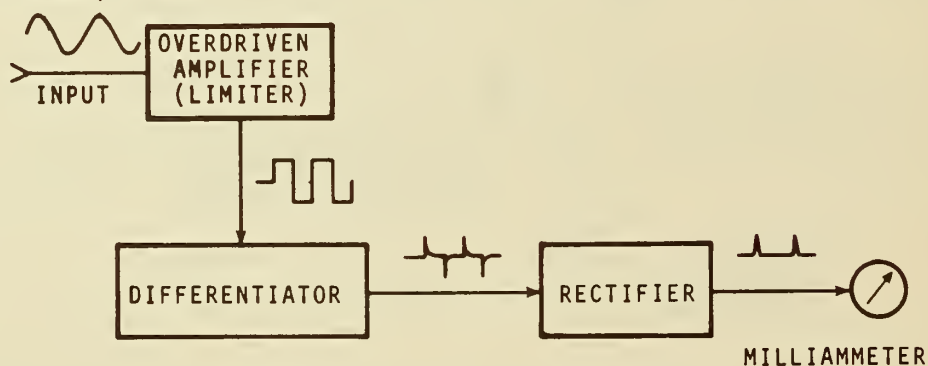 OVERDRIVEN
AMPLIFIER
(LIMITER)
INPUT
DIFFERENTIATOR
RECTIFIER
MILLIAMMETER